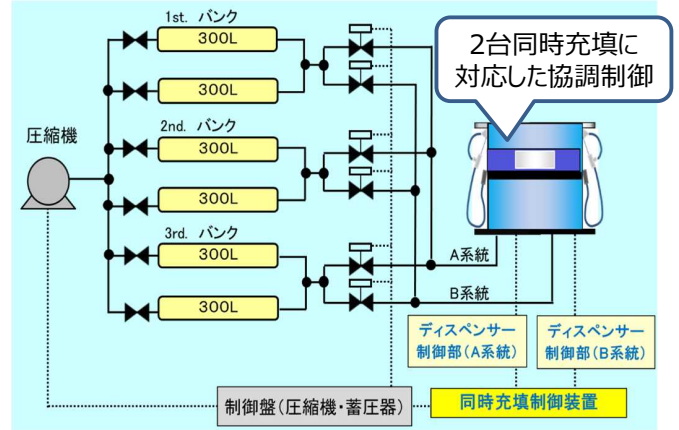 1st. バンク
300L
300L
2nd. バンク
300L
300L
3rd. バンク
300L
300L
圧縮機
2台同時充填に
対応した協調制御
A系統
B系統
ディスペンサー
制御部(A系統)
ディスペンサー
制御部(B系統)
制御盤(圧縮機・蓄圧器)
同時充填制御装置